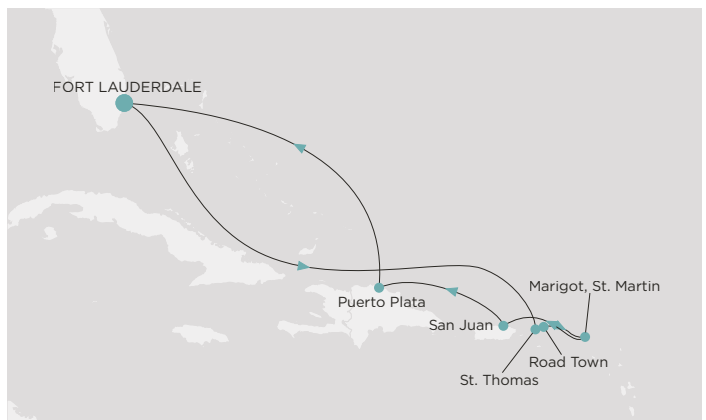 FORT LAUDERDALE
Marigot, St. Martin
Puerto Plata
San Juan
Road Town
St. Thomas